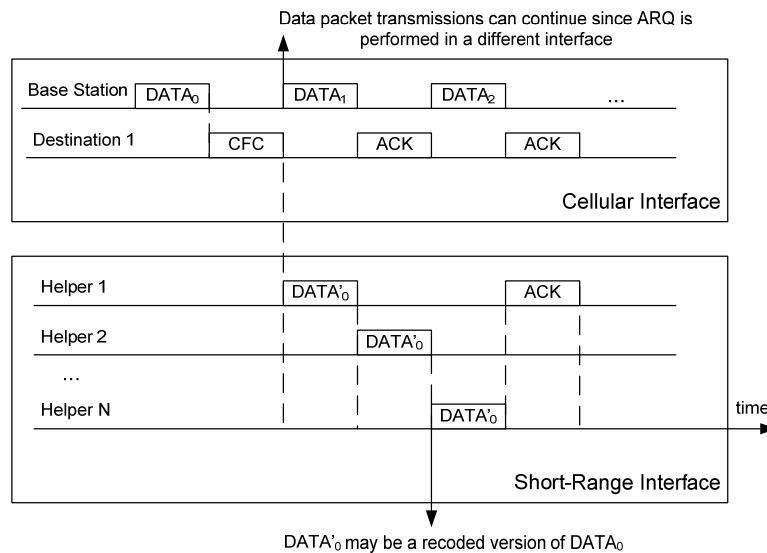 Data packet transmissions can continue since ARQ is
performed in a different interface
Base Station
DATA₀
DATA₁
DATA₂
...
Destination 1
CFC
ACK
ACK
Cellular Interface
Helper 1
DATA'₀
ACK
Helper 2
DATA'₀
...
Helper N
DATA'₀
time
Short-Range Interface
DATA'₀ may be a recoded version of DATA₀